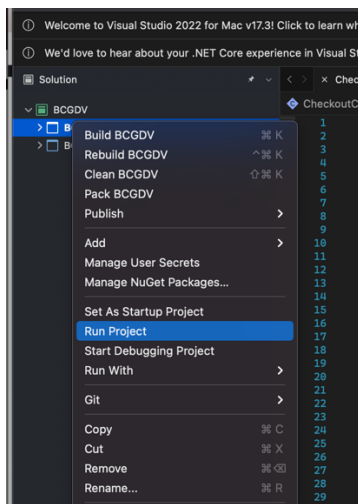 Welcome to Visual Studio 2022 for Mac v17.3! Click to learn wh
We'd love to hear about your .NET Core experience in Visual St
Solution
Chec
BCGDV
CheckoutC
B
B
Build BCGDV ⌘ K
Rebuild BCGDV ^⌘ K
Clean BCGDV ⇧⌘ K
Pack BCGDV
Publish
Add
Manage User Secrets
Manage NuGet Packages...
Set As Startup Project
Run Project
Start Debugging Project
Run With
Git
Copy ⌘ C
Cut ⌘ X
Remove ⌘⌫
Rename... ⌘ R
1
2
3
4
5
6
7
8
9
10
11
12
13
14
15
16
17
18
19
20
21
22
23
24
25
26
27
28
29